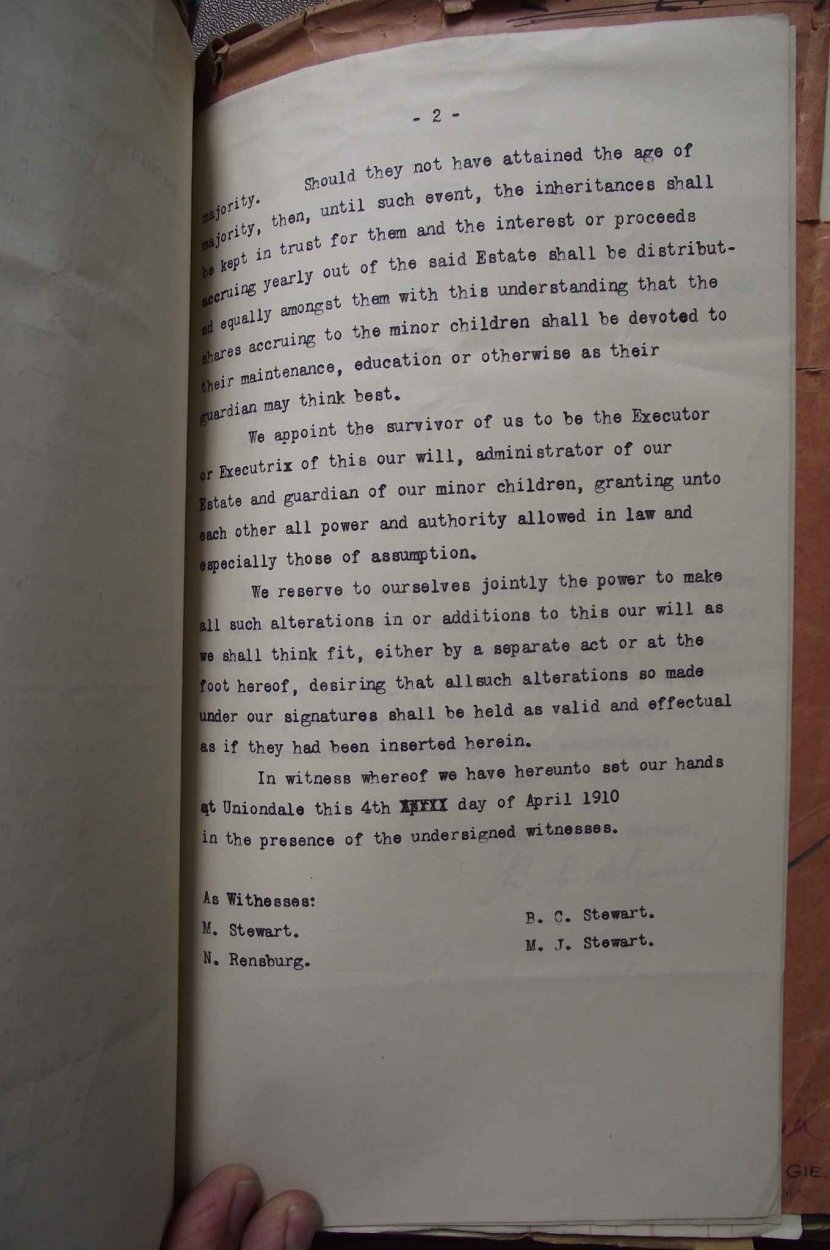 - 2 -
majority. Should they not have attained the age of
majority, then, until such event, the inheritances shall
be kept in trust for them and the interest or proceeds
accruing yearly out of the said Estate shall be distribut-
ed equally amongst them with this understanding that the
shares accruing to the minor children shall be devoted to
their maintenance, education or otherwise as their
guardian may think best.
We appoint the survivor of us to be the Executor
or Executrix of this our will, administrator of our
Estate and guardian of our minor children, granting unto
each other all power and authority allowed in law and
especially those of assumption.
We reserve to ourselves jointly the power to make
all such alterations in or additions to this our will as
we shall think fit, either by a separate act or at the
foot hereof, desiring that allsuch alterations so made
under our signatures shall be held as valid and effectual
as if they had been inserted herein.
In witness whereof we have hereunto set our hands
at Uniondale this 4th day of April 1910
in the presence of the undersigned witnesses.
As Withesses:
M. Stewart.
N. Rensburg.
B. C. Stewart.
M. J. Stewart.
GIE.